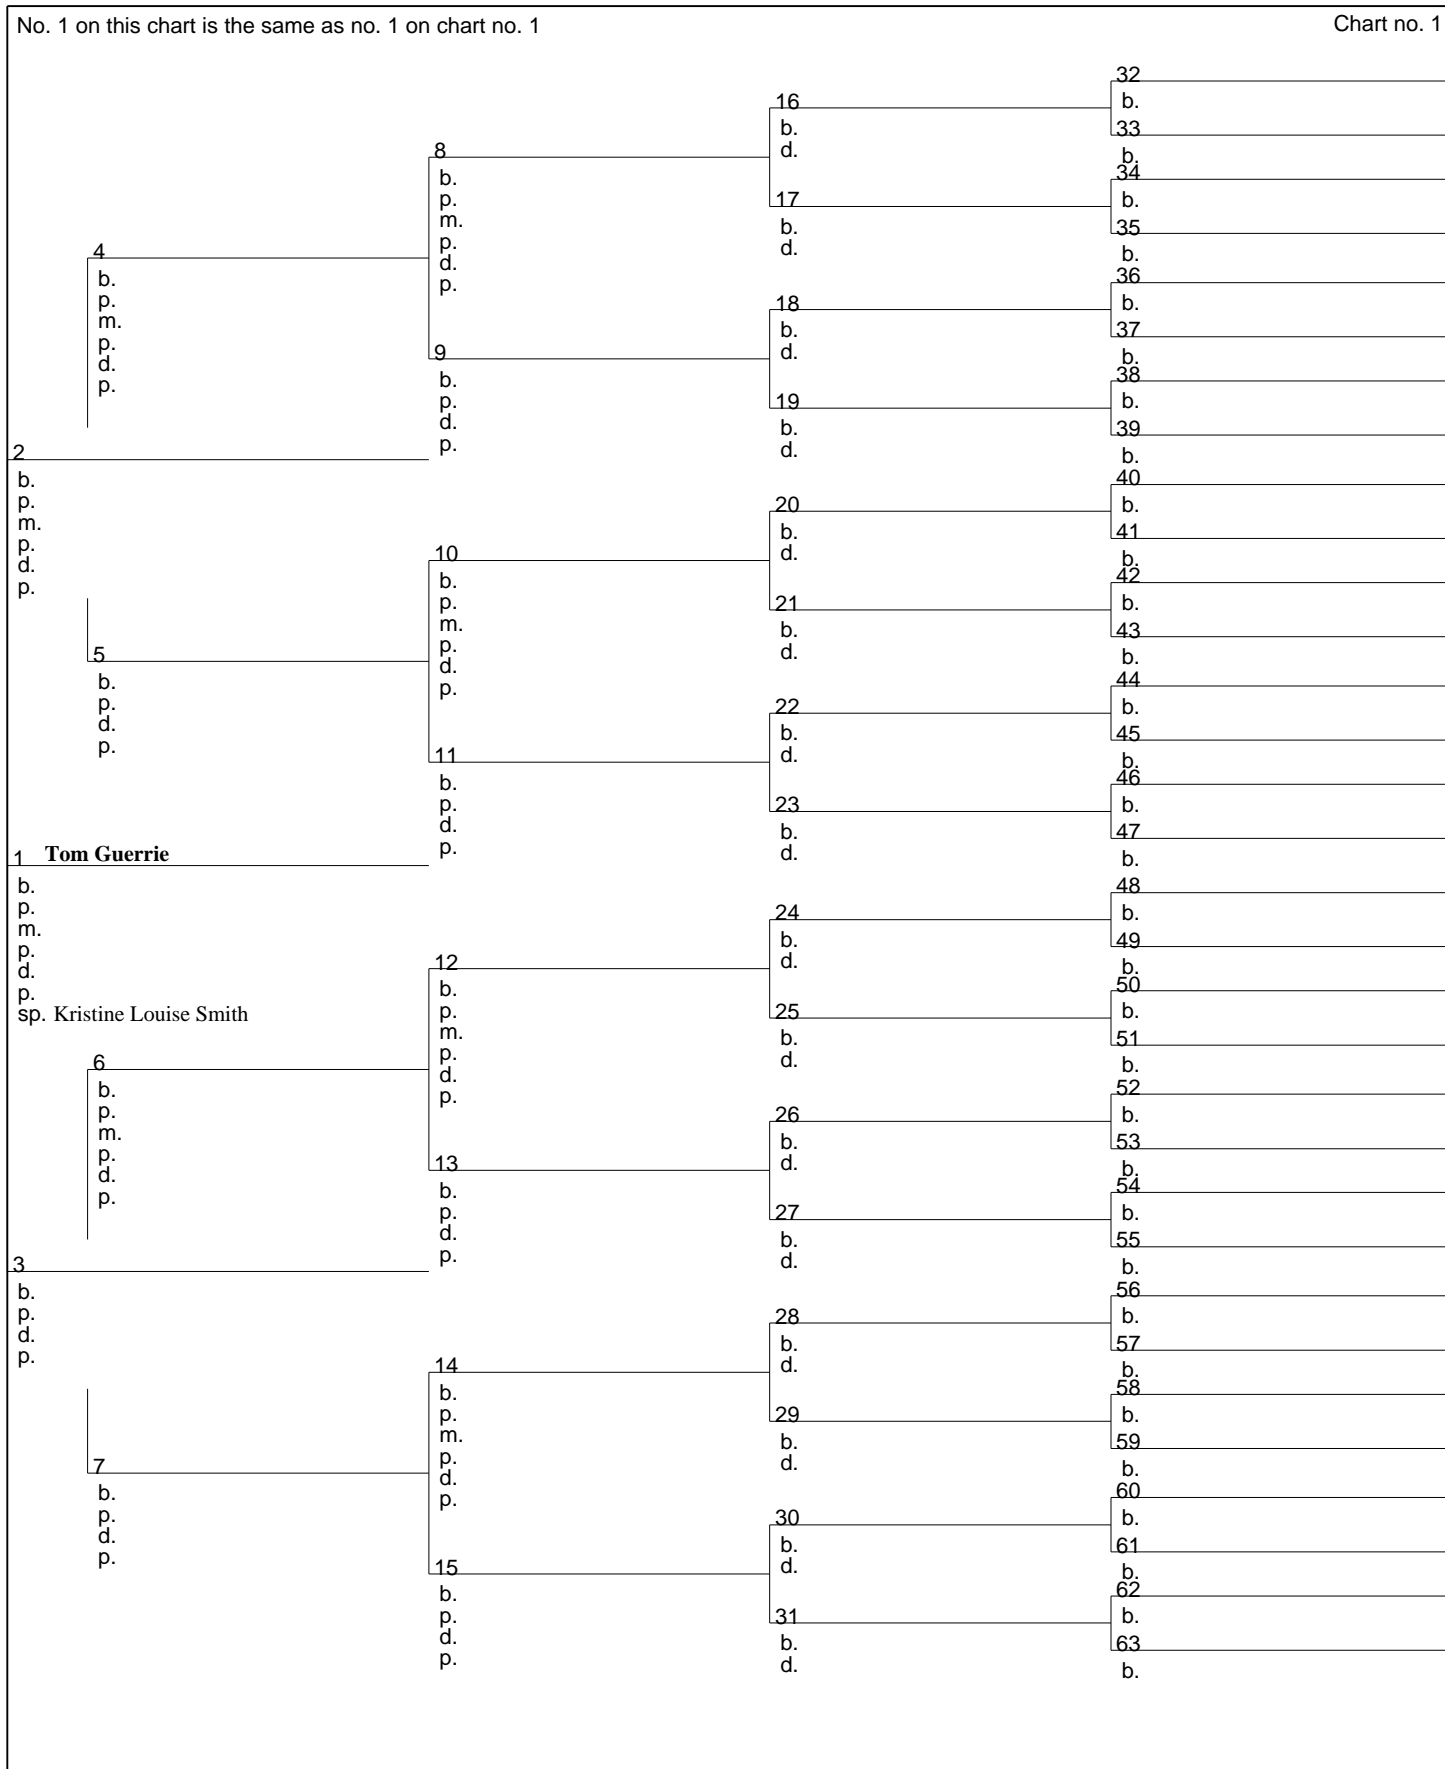 No. 1 on this chart is the same as no. 1 on chart no. 1
Chart no. 1
2
b.
p.
m.
p.
d.
p.
1 Tom Guerrie
b.
p.
m.
p.
d.
p.
sp. Kristine Louise Smith
3
b.
p.
d.
p.
4
b.
p.
m.
p.
d.
p.
5
b.
p.
d.
p.
6
b.
p.
m.
p.
d.
p.
7
b.
p.
d.
p.
8
b.
p.
m.
p.
d.
p.
9
b.
p.
d.
p.
10
b.
p.
m.
p.
d.
p.
11
b.
p.
d.
p.
12
b.
p.
m.
p.
d.
p.
13
b.
p.
d.
p.
14
b.
p.
m.
p.
d.
p.
15
b.
p.
d.
p.
16
b.
d.
17
b.
d.
18
b.
d.
19
b.
d.
20
b.
d.
21
b.
d.
22
b.
d.
23
b.
d.
24
b.
d.
25
b.
d.
26
b.
d.
27
b.
d.
28
b.
d.
29
b.
d.
30
b.
d.
31
b.
d.
32
b.
33
b.
34
b.
35
b.
36
b.
37
b.
38
b.
39
b.
40
b.
41
b.
42
b.
43
b.
44
b.
45
b.
46
b.
47
b.
48
b.
49
b.
50
b.
51
b.
52
b.
53
b.
54
b.
55
b.
56
b.
57
b.
58
b.
59
b.
60
b.
61
b.
62
b.
63
b.